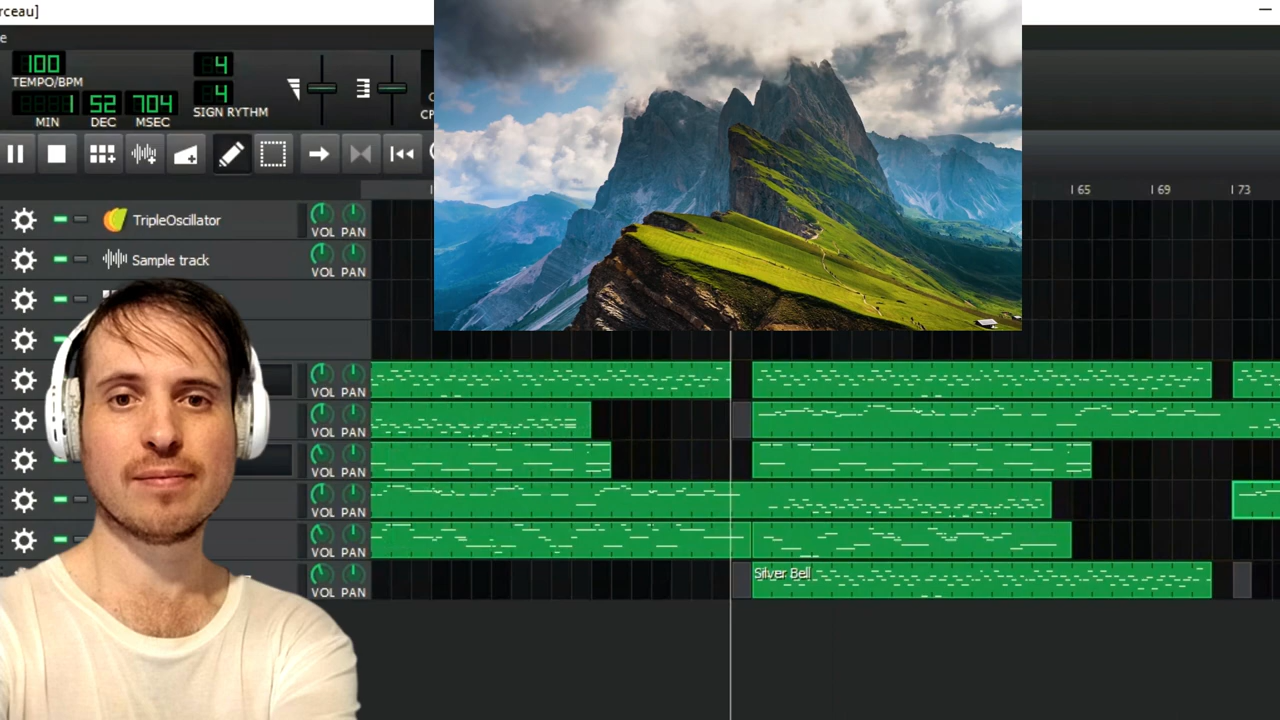 rceau]
e
100
TEMPO/BPM
4
4
SIGN RYTHM
1 52 704
MIN DEC MSEC
65 69 73
TripleOscillator
VOL PAN
Sample track
VOL PAN
VOL PAN
VOL PAN
VOL PAN
VOL PAN
VOL PAN
Silver Bell
VOL PAN